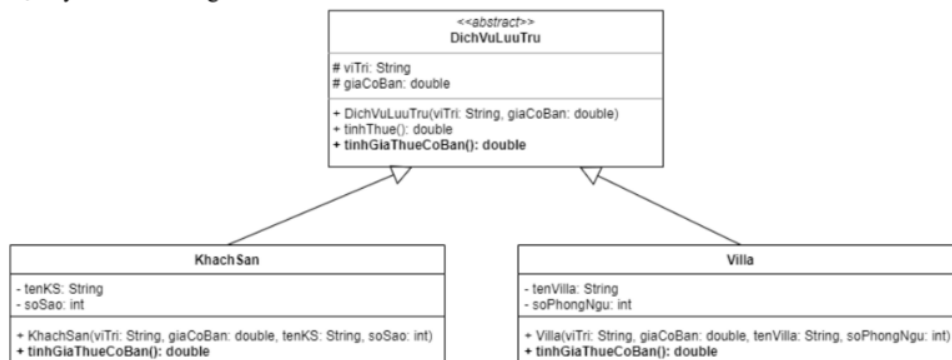 <<abstract>>
DichVuLuuTru
# viTri: String
# giaCoBan: double
+ DichVuLuuTru(viTri: String, giaCoBan: double)
+ tinhThue(): double
+ tinhGiaThueCoBan(): double
KhachSan
- tenKS: String
- soSao: int
+ KhachSan(viTri: String, giaCoBan: double, tenKS: String, soSao: int)
+ tinhGiaThueCoBan(): double
Villa
- tenVilla: String
- soPhongNgu: int
+ Villa(viTri: String, giaCoBan: double, tenVilla: String, soPhongNgu: int)
+ tinhGiaThueCoBan(): double